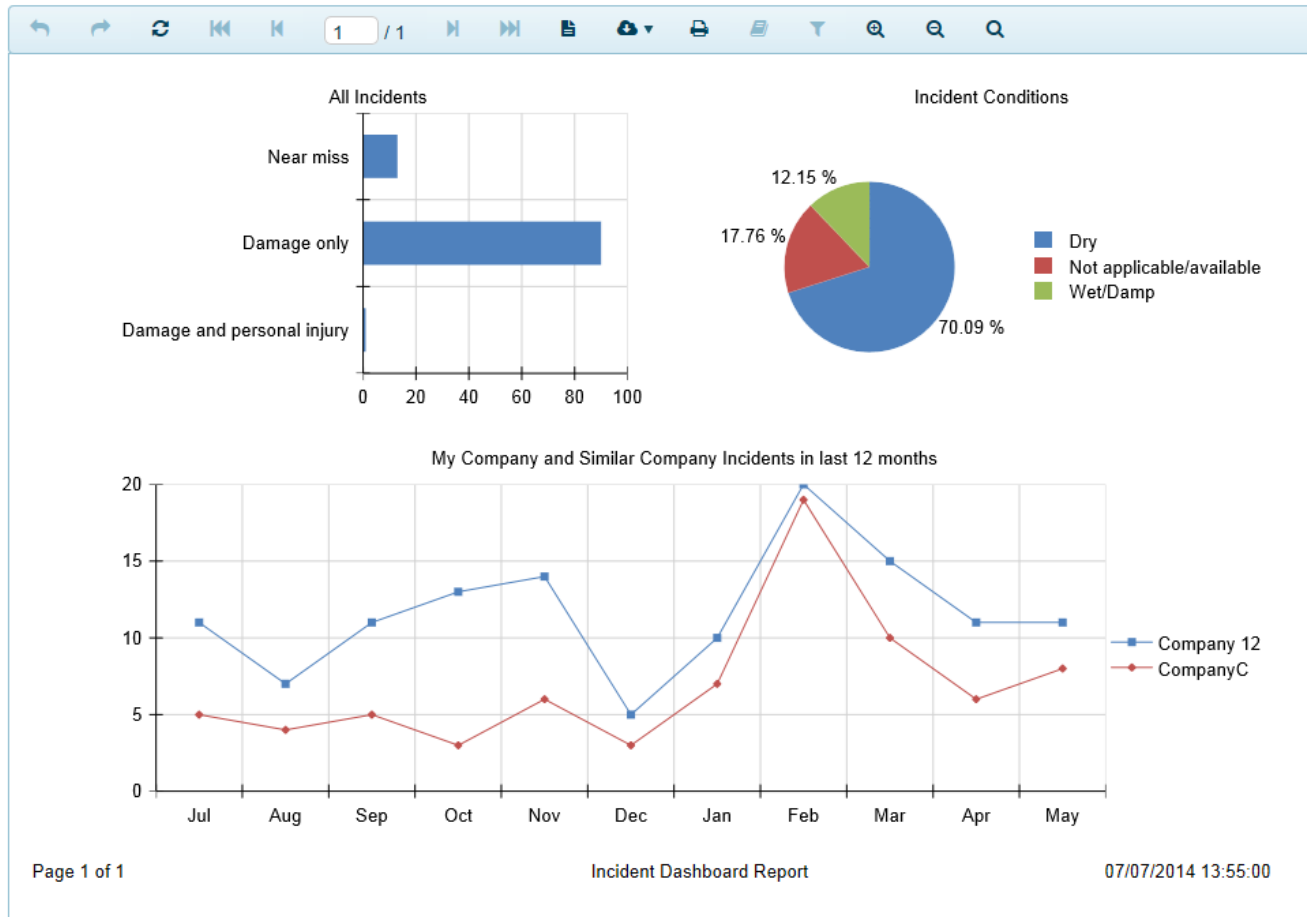 1 / 1
All Incidents
Near miss
Damage only
Damage and personal injury
0 20 40 60 80 100
Incident Conditions
12.15 %
17.76 %
70.09 %
Dry
Not applicable/available
Wet/Damp
My Company and Similar Company Incidents in last 12 months
20
15
10
5
0
Jul Aug Sep Oct Nov Dec Jan Feb Mar Apr May
Company 12
CompanyC
Page 1 of 1 Incident Dashboard Report 07/07/2014 13:55:00